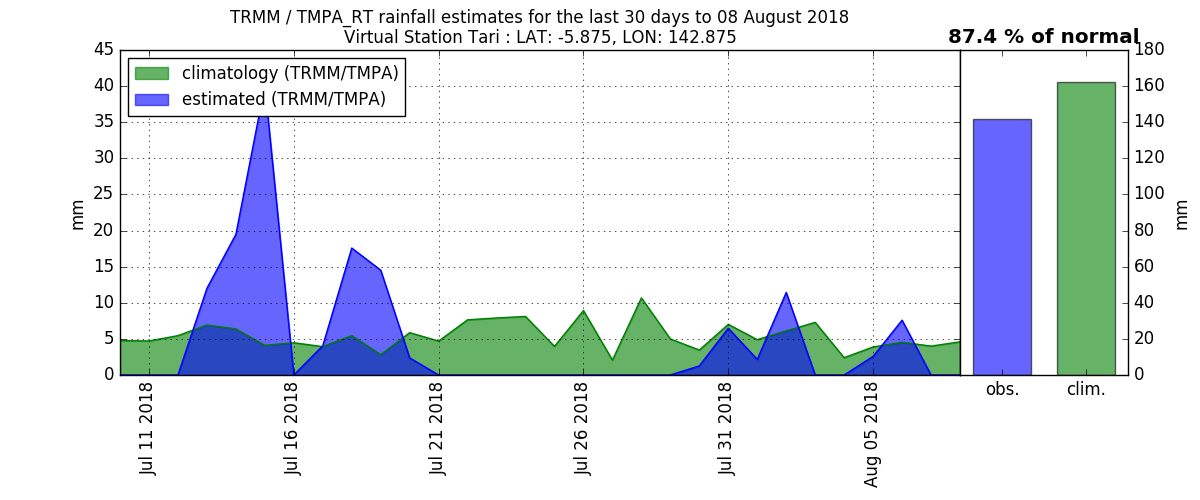 TRMM / TMPA_RT rainfall estimates for the last 30 days to 08 August 2018
Virtual Station Tari : LAT: -5.875, LON: 142.875
87.4 % of normal
climatology (TRMM/TMPA)
estimated (TRMM/TMPA)
mm
45
40
35
30
25
20
15
10
5
0
Jul 11 2018
Jul 16 2018
Jul 21 2018
Jul 26 2018
Jul 31 2018
Aug 05 2018
obs.
clim.
180
160
140
120
100
80
60
40
20
0
mm